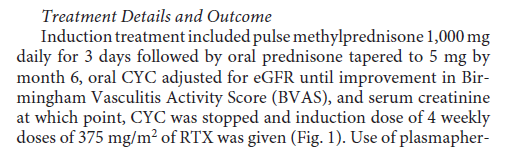 Treatment Details and Outcome
Induction treatment included pulse methylprednisone 1,000 mg
daily for 3 days followed by oral prednisone tapered to 5 mg by
month 6, oral CYC adjusted for eGFR until improvement in Bir-
mingham Vasculitis Activity Score (BVAS), and serum creatinine
at which point, CYC was stopped and induction dose of 4 weekly
doses of 375 mg/m² of RTX was given (Fig. 1). Use of plasmapher-